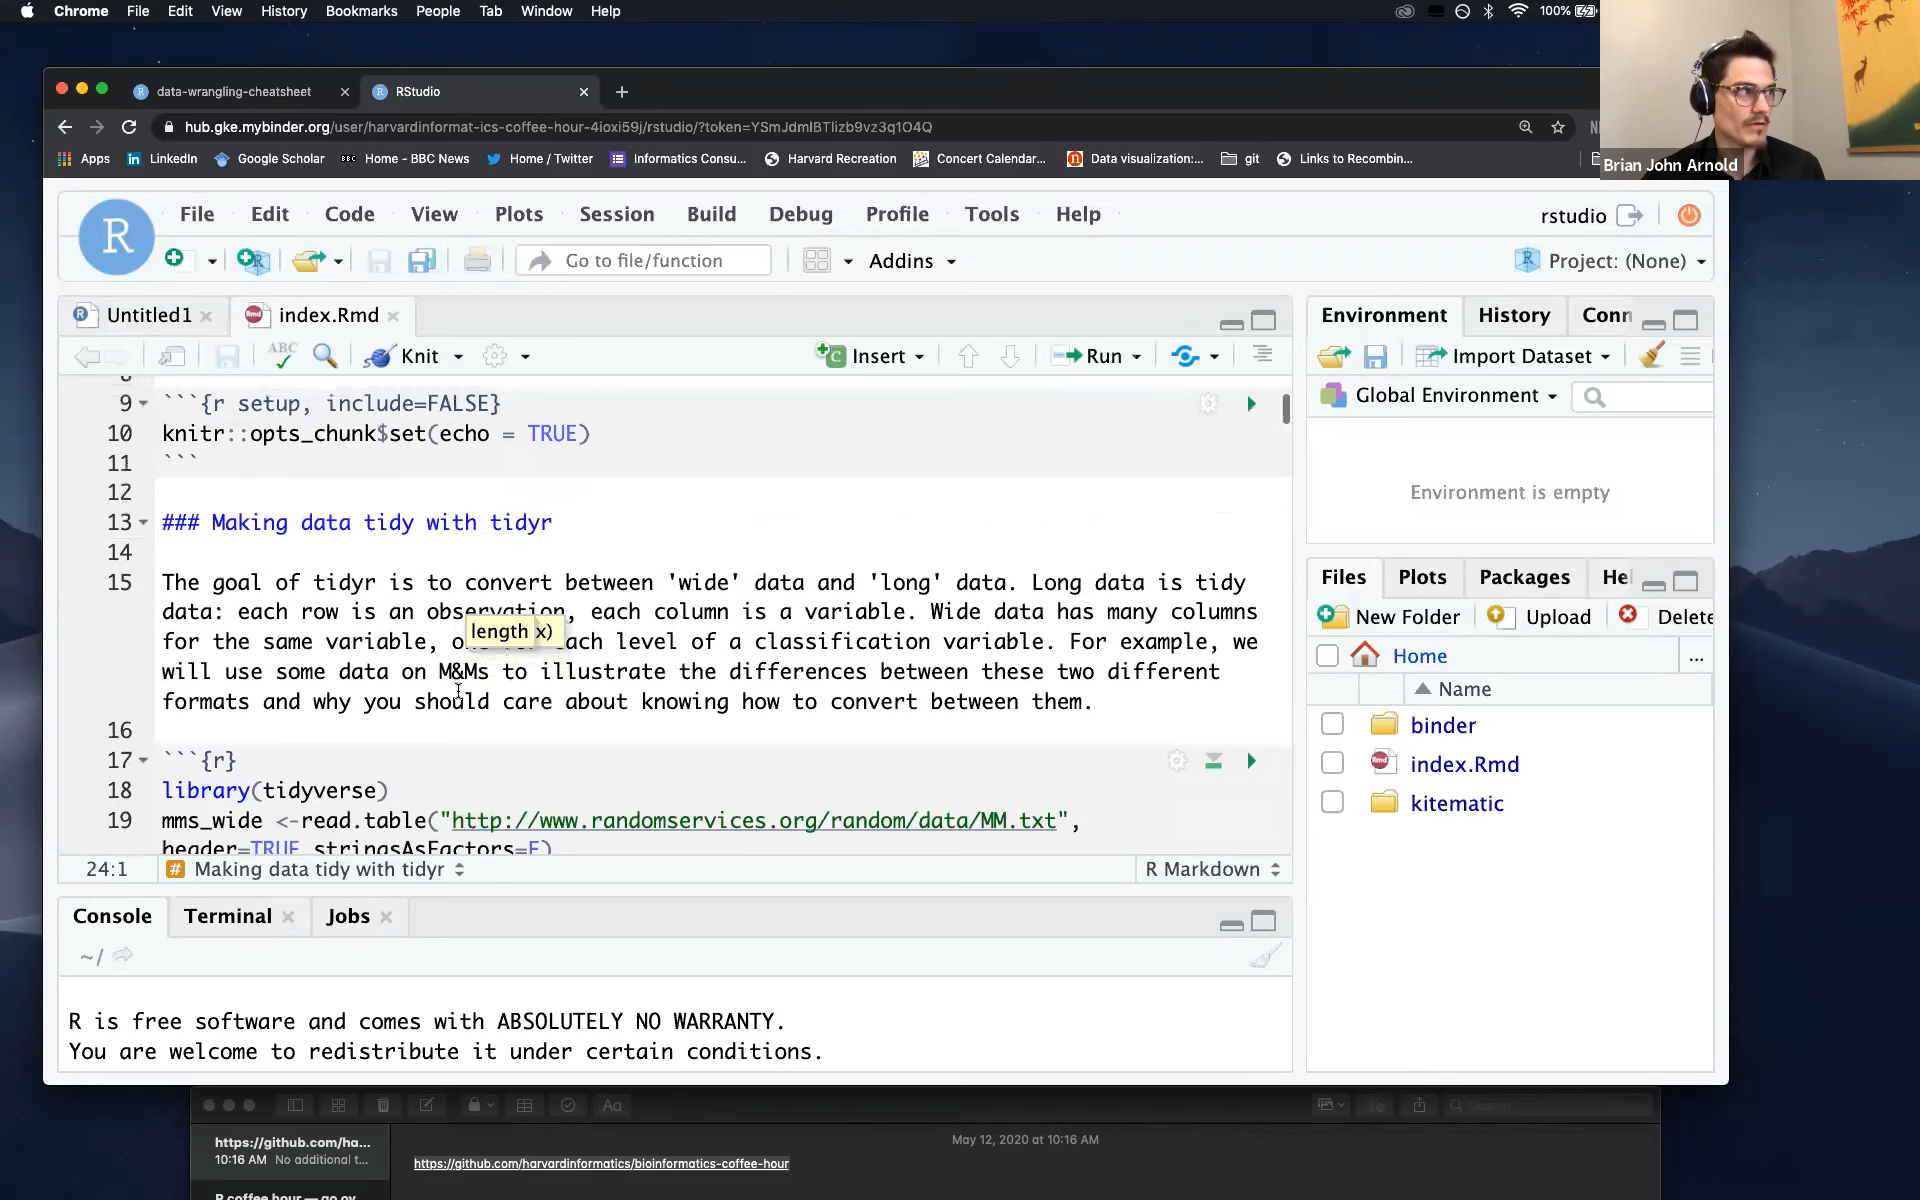 Chrome File Edit View History Bookmarks People Tab Window Help
100%
data-wrangling-cheatsheet
RStudio
hub.gke.mybinder.org/user/harvardinformat-ics-coffee-hour-4ioxi59j/rstudio/?token=YSmJdmlBTlizb9vz3q1O4Q
Apps LinkedIn Google Scholar Home - BBC News Home / Twitter Informatics Consu... Harvard Recreation Concert Calendar... Data visualization:... git Links to Recombin...
Brian John Arnold
R File Edit Code View Plots Session Build Debug Profile Tools Help
rstudio
Go to file/function
Addins
Project: (None)
Untitled1
index.Rmd
Knit
Insert
Run
8
9 ```{r setup, include=FALSE}
10 knitr::opts_chunk$set(echo = TRUE)
11 ```
12
13 ### Making data tidy with tidyr
14
15 The goal of tidyr is to convert between 'wide' data and 'long' data. Long data is tidy
data: each row is an observation, each column is a variable. Wide data has many columns
for the same variable, one for each level of a classification variable. For example, we
length x)
will use some data on M&Ms to illustrate the differences between these two different
formats and why you should care about knowing how to convert between them.
16
17 ```{r}
18 library(tidyverse)
19 mms_wide <-read.table("http://www.randomservices.org/random/data/MM.txt",
header=TRUE, stringsAsFactors=F)
24:1
# Making data tidy with tidyr
R Markdown
Console Terminal Jobs
~/
R is free software and comes with ABSOLUTELY NO WARRANTY.
You are welcome to redistribute it under certain conditions.
Environment History Conn
Import Dataset
Global Environment
Environment is empty
Files Plots Packages He
New Folder Upload Delete
Home ...
Name
binder
index.Rmd
kitematic
Aa
Search
https://github.com/ha...
10:16 AM No additional t...
R coffee hour — go ov
May 12, 2020 at 10:16 AM
https://github.com/harvardinformatics/bioinformatics-coffee-hour